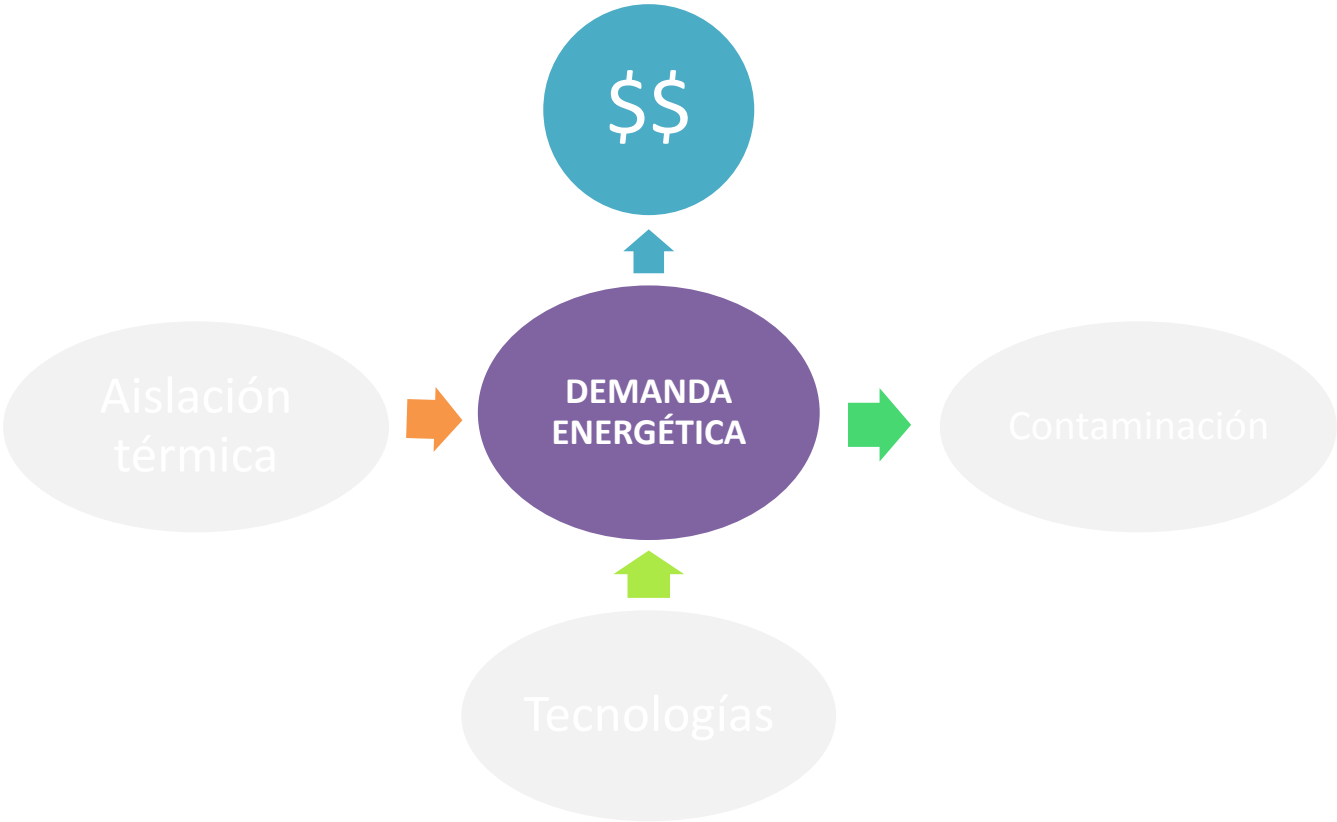 $$
Aislación
térmica
DEMANDA
ENERGÉTICA
Contaminación
Tecnologías